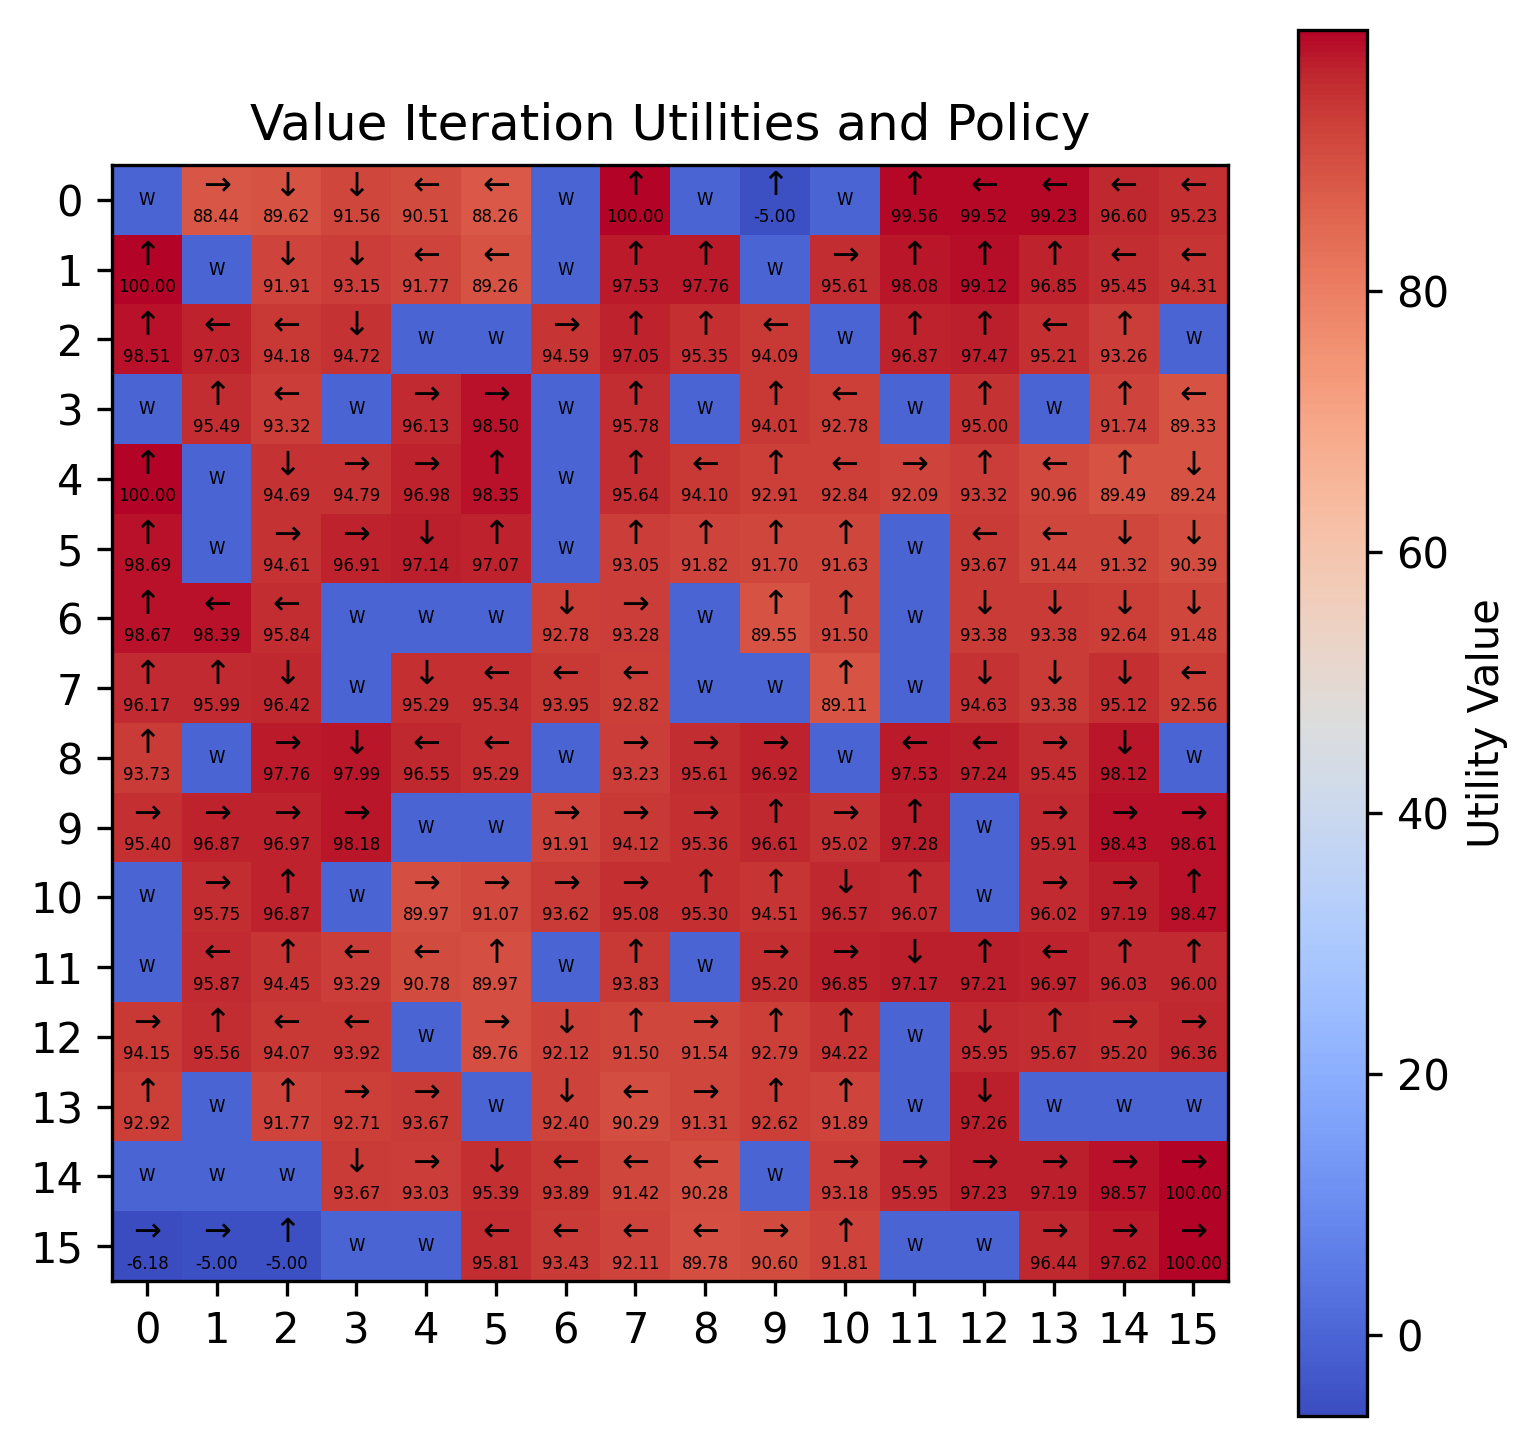 Value Iteration Utilities and Policy
0 W → ↓ ↓ ← ← W ↑ W ↑ W ↑ ← ← ← ←
88.44 89.62 91.56 90.51 88.26 100.00 -5.00 99.56 99.52 99.23 96.60 95.23
1 ↑ W ↓ ↓ ← ← W ↑ ↑ W → ↑ ↑ ↑ ← ←
100.00 91.91 93.15 91.77 89.26 97.53 97.76 95.61 98.08 99.12 96.85 95.45 94.31
2 ↑ ← ← ↓ W W → ↑ ↑ ← W ↑ ↑ ← ↑ W
98.51 97.03 94.18 94.72 94.59 97.05 95.35 94.09 96.87 97.47 95.21 93.26
3 W ↑ ← W → → W ↑ W ↑ ← W ↑ W ↑ ←
95.49 93.32 96.13 98.50 95.78 94.01 92.78 95.00 91.74 89.33
4 ↑ W ↓ → → ↑ W ↑ ← ↑ ← → ↑ ← ↑ ↓
100.00 94.69 94.79 96.98 98.35 95.64 94.10 92.91 92.84 92.09 93.32 90.96 89.49 89.24
5 ↑ W → → ↓ ↑ W ↑ ↑ ↑ ↑ W ← ← ↓ ↓
98.69 94.61 96.91 97.14 97.07 93.05 91.82 91.70 91.63 93.67 91.44 91.32 90.39
6 ↑ ← ← W W W ↓ → W ↑ ↑ W ↓ ↓ ↓ ↓
98.67 98.39 95.84 92.78 93.28 89.55 91.50 93.38 93.38 92.64 91.48
7 ↑ ↑ ↓ W ↓ ← ← ← W W ↑ W ↓ ↓ ↓ ←
96.17 95.99 96.42 95.29 95.34 93.95 92.82 89.11 94.63 93.38 95.12 92.56
8 ↑ W → ↓ ← ← W → → → W ← ← → ↓ W
93.73 97.76 97.99 96.55 95.29 93.23 95.61 96.92 97.53 97.24 95.45 98.12
9 → → → → W W → → → ↑ → ↑ W → → →
95.40 96.87 96.97 98.18 91.91 94.12 95.36 96.61 95.02 97.28 95.91 98.43 98.61
10 W → ↑ W → → → → ↑ ↑ ↓ ↑ W → → ↑
95.75 96.87 89.97 91.07 93.62 95.08 95.30 94.51 96.57 96.07 96.02 97.19 98.47
11 W ← ↑ ← ← ↑ W ↑ W → → ↓ ↑ ← ↑ ↑
95.87 94.45 93.29 90.78 89.97 93.83 95.20 96.85 97.17 97.21 96.97 96.03 96.00
12 → ↑ ← ← W → ↓ ↑ → ↑ ↑ W ↓ ↑ → →
94.15 95.56 94.07 93.92 89.76 92.12 91.50 91.54 92.79 94.22 95.95 95.67 95.20 96.36
13 ↑ W ↑ → → W ↓ ← → ↑ ↑ W ↓ W W W
92.92 91.77 92.71 93.67 92.40 90.29 91.31 92.62 91.89 97.26
14 W W W ↓ → ↓ ← ← ← W → → → → → →
93.67 93.03 95.39 93.89 91.42 90.28 93.18 95.95 97.23 97.19 98.57 100.00
15 → → ↑ W W ← ← ← ← → ↑ W W → → →
-6.18 -5.00 -5.00 95.81 93.43 92.11 89.78 90.60 91.81 96.44 97.62 100.00
0 1 2 3 4 5 6 7 8 9 10 11 12 13 14 15
80
60
40
20
0
Utility Value